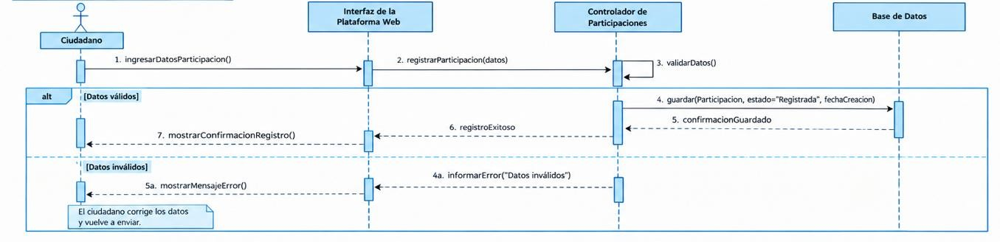 Interfaz de la
Plataforma Web
Controlador de
Participaciones
Base de Datos
Ciudadano
1. ingresarDatosParticipacion()
2. registrarParticipacion(datos)
3. validarDatos()
alt
[Datos válidos]
4. guardar(Participacion, estado="Registrada", fechaCreacion)
5. confirmacionGuardado
6. registroExitoso
7. mostrarConfirmacionRegistro()
[Datos inválidos]
4a. informarError("Datos inválidos")
5a. mostrarMensajeError()
El ciudadano corrige los datos
y vuelve a enviar.